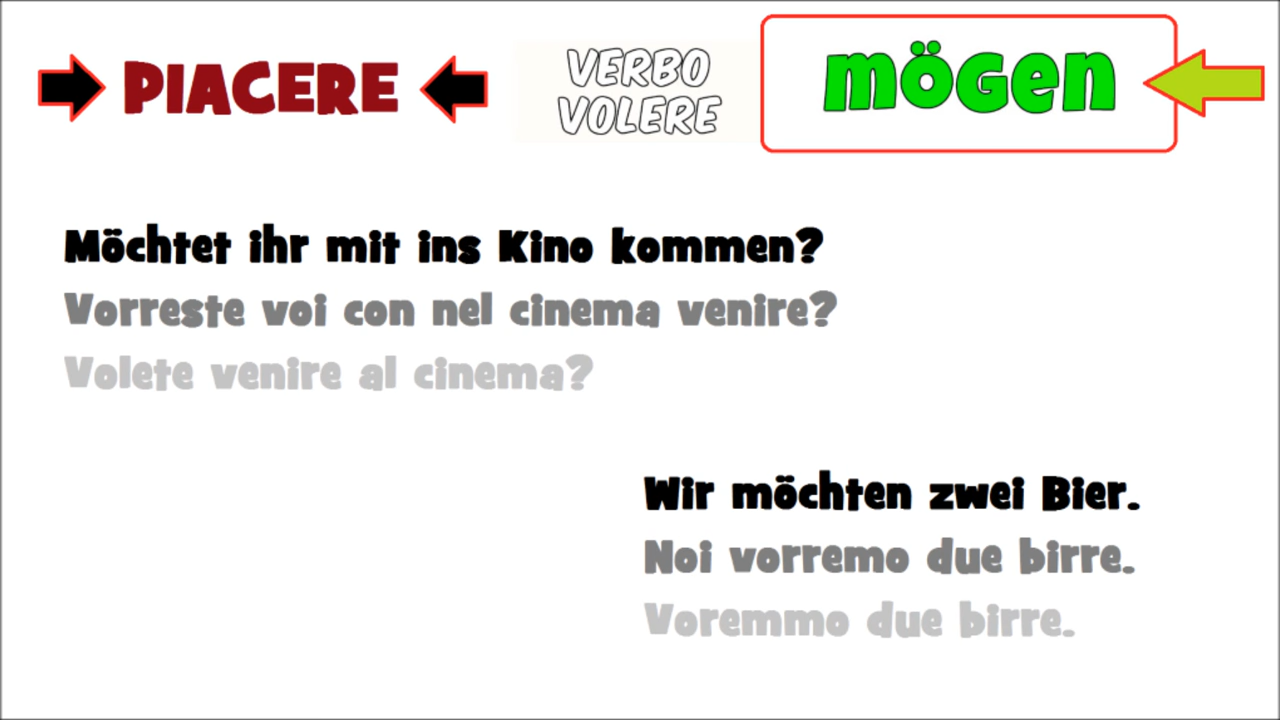 PIACERE
VERBO
VOLERE
mögen
Möchtet ihr mit ins Kino kommen?
Vorreste voi con nel cinema venire?
Volete venire al cinema?
Wir möchten zwei Bier.
Noi vorremo due birre.
Voremmo due birre.